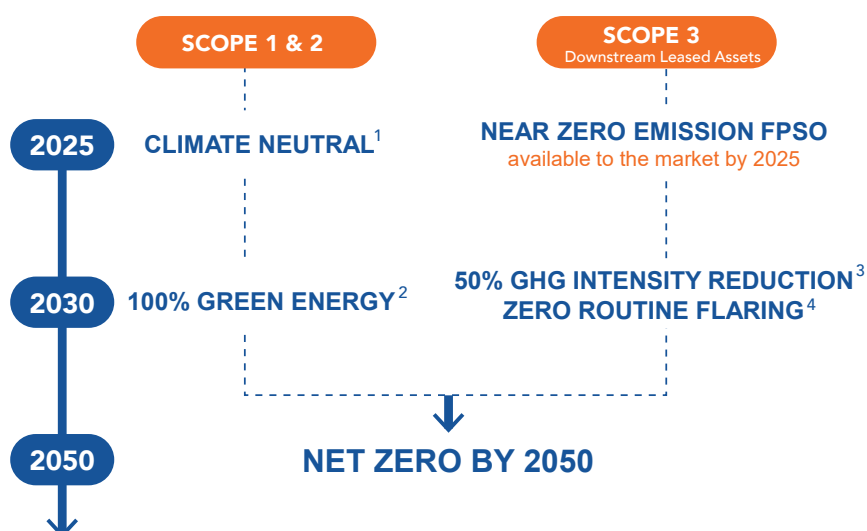 SCOPE 1 & 2
SCOPE 3
Downstream Leased Assets
2025
CLIMATE NEUTRAL1
NEAR ZERO EMISSION FPSO
available to the market by 2025
2030
100% GREEN ENERGY2
50% GHG INTENSITY REDUCTION3
ZERO ROUTINE FLARING4
2050
NET ZERO BY 2050